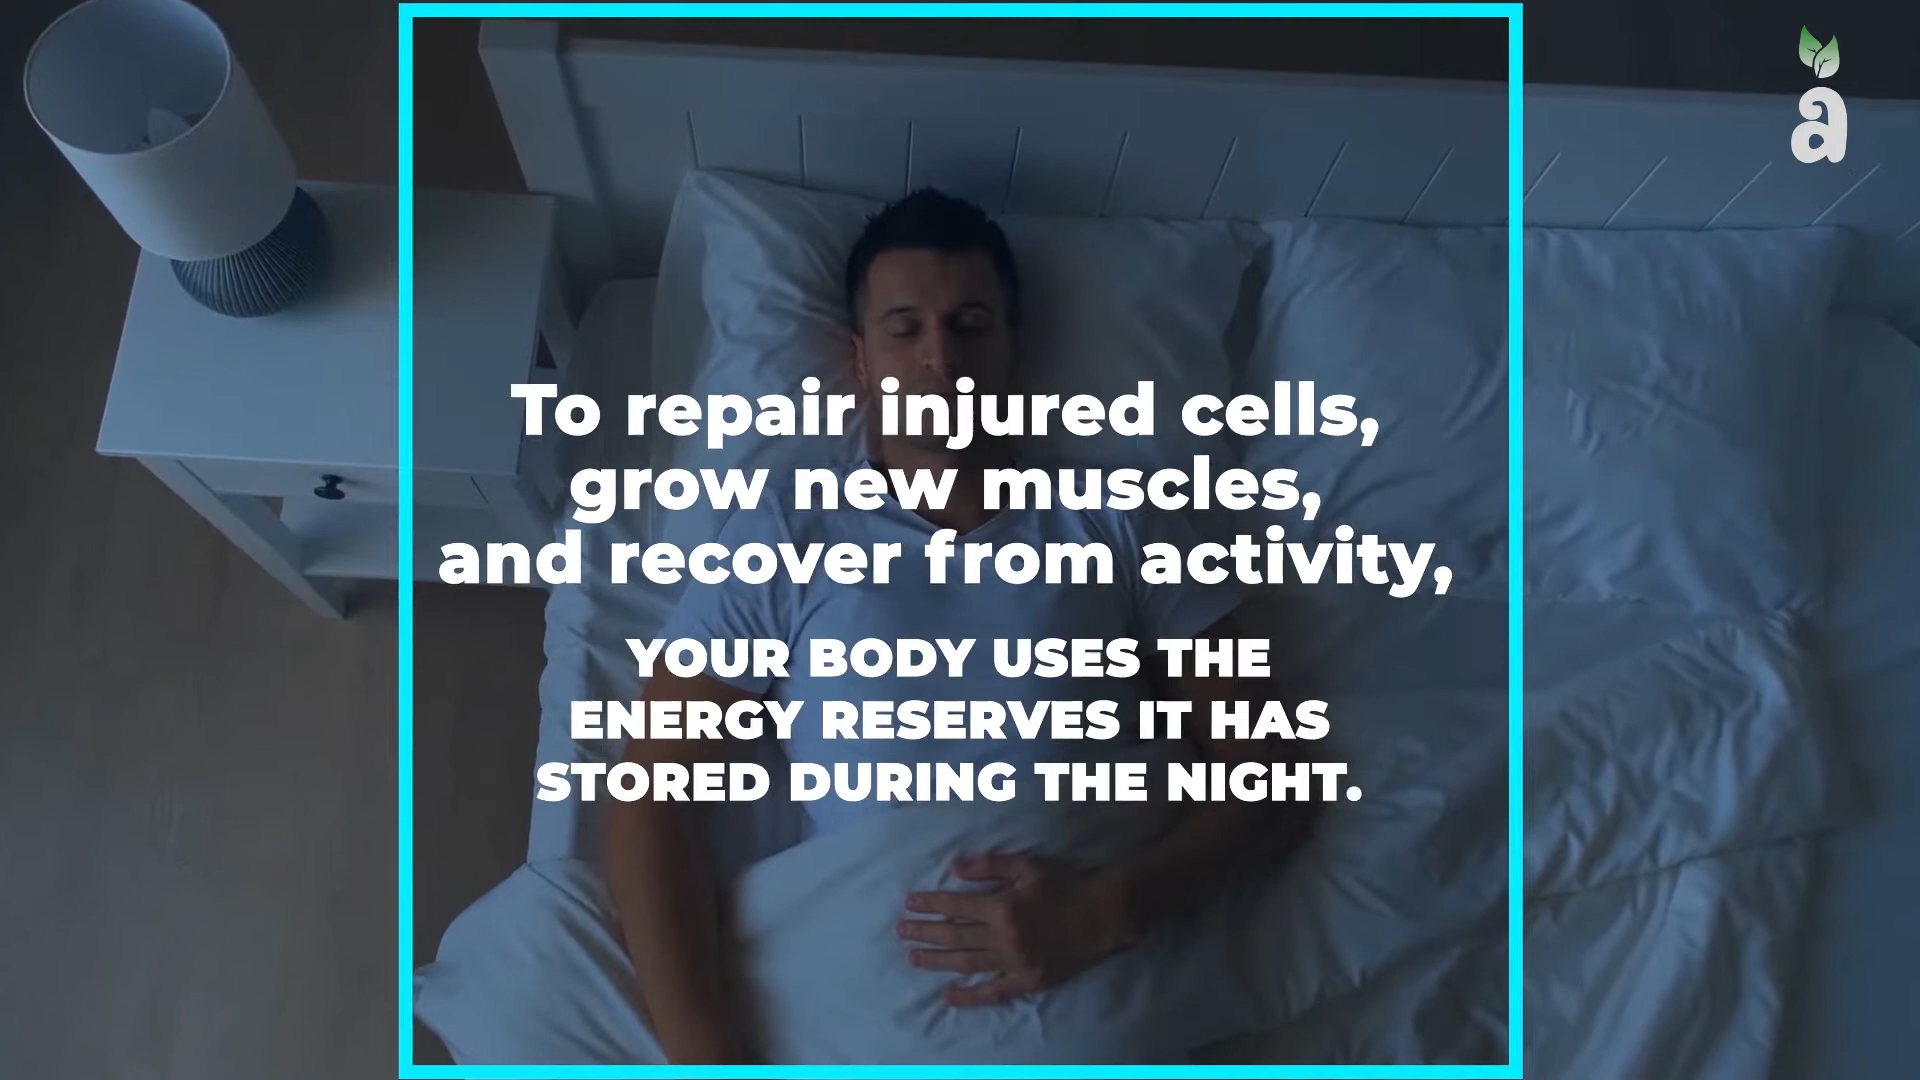 a
To repair injured cells,
grow new muscles,
and recover from activity,
YOUR BODY USES THE
ENERGY RESERVES IT HAS
STORED DURING THE NIGHT.